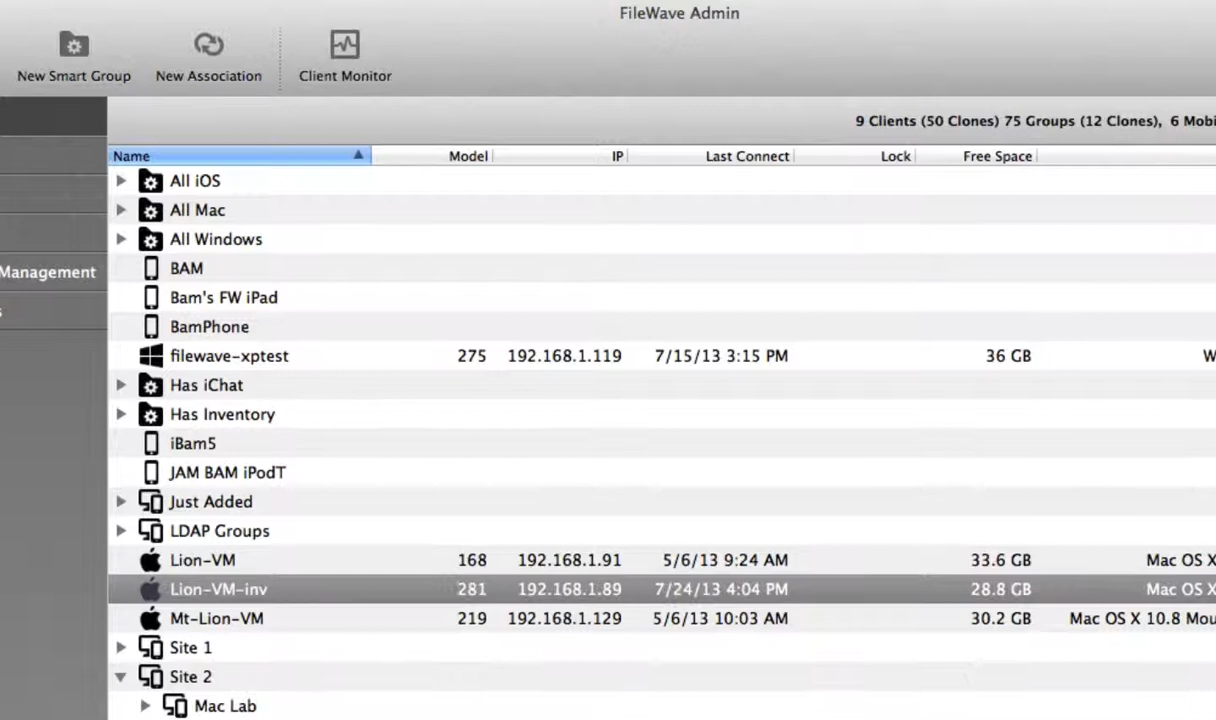 FileWave Admin
New Smart Group New Association Client Monitor
9 Clients (50 Clones) 75 Groups (12 Clones), 6 Mobi
Name Model IP Last Connect Lock Free Space
All iOS
All Mac
All Windows
Management
BAM
Bam's FW iPad
s
BamPhone
filewave-xptest 275 192.168.1.119 7/15/13 3:15 PM 36 GB W
Has iChat
Has Inventory
iBam5
JAM BAM iPodT
Just Added
LDAP Groups
Lion-VM 168 192.168.1.91 5/6/13 9:24 AM 33.6 GB Mac OS X
Lion-VM-inv 281 192.168.1.89 7/24/13 4:04 PM 28.8 GB Mac OS X
Mt-Lion-VM 219 192.168.1.129 5/6/13 10:03 AM 30.2 GB Mac OS X 10.8 Mou
Site 1
Site 2
Mac Lab